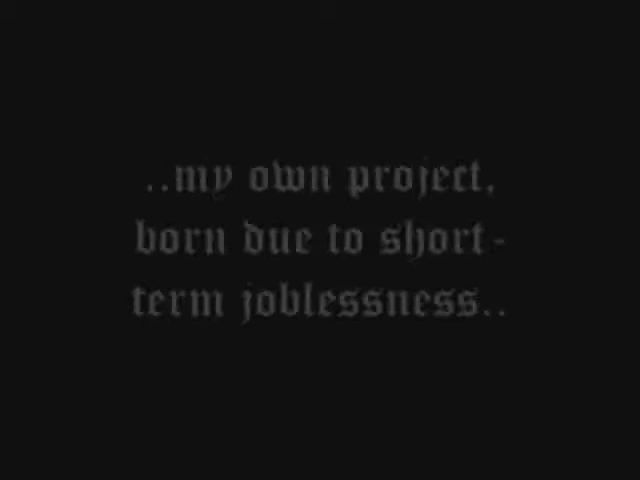 ..my own project,
born due to short-
term joblessness..